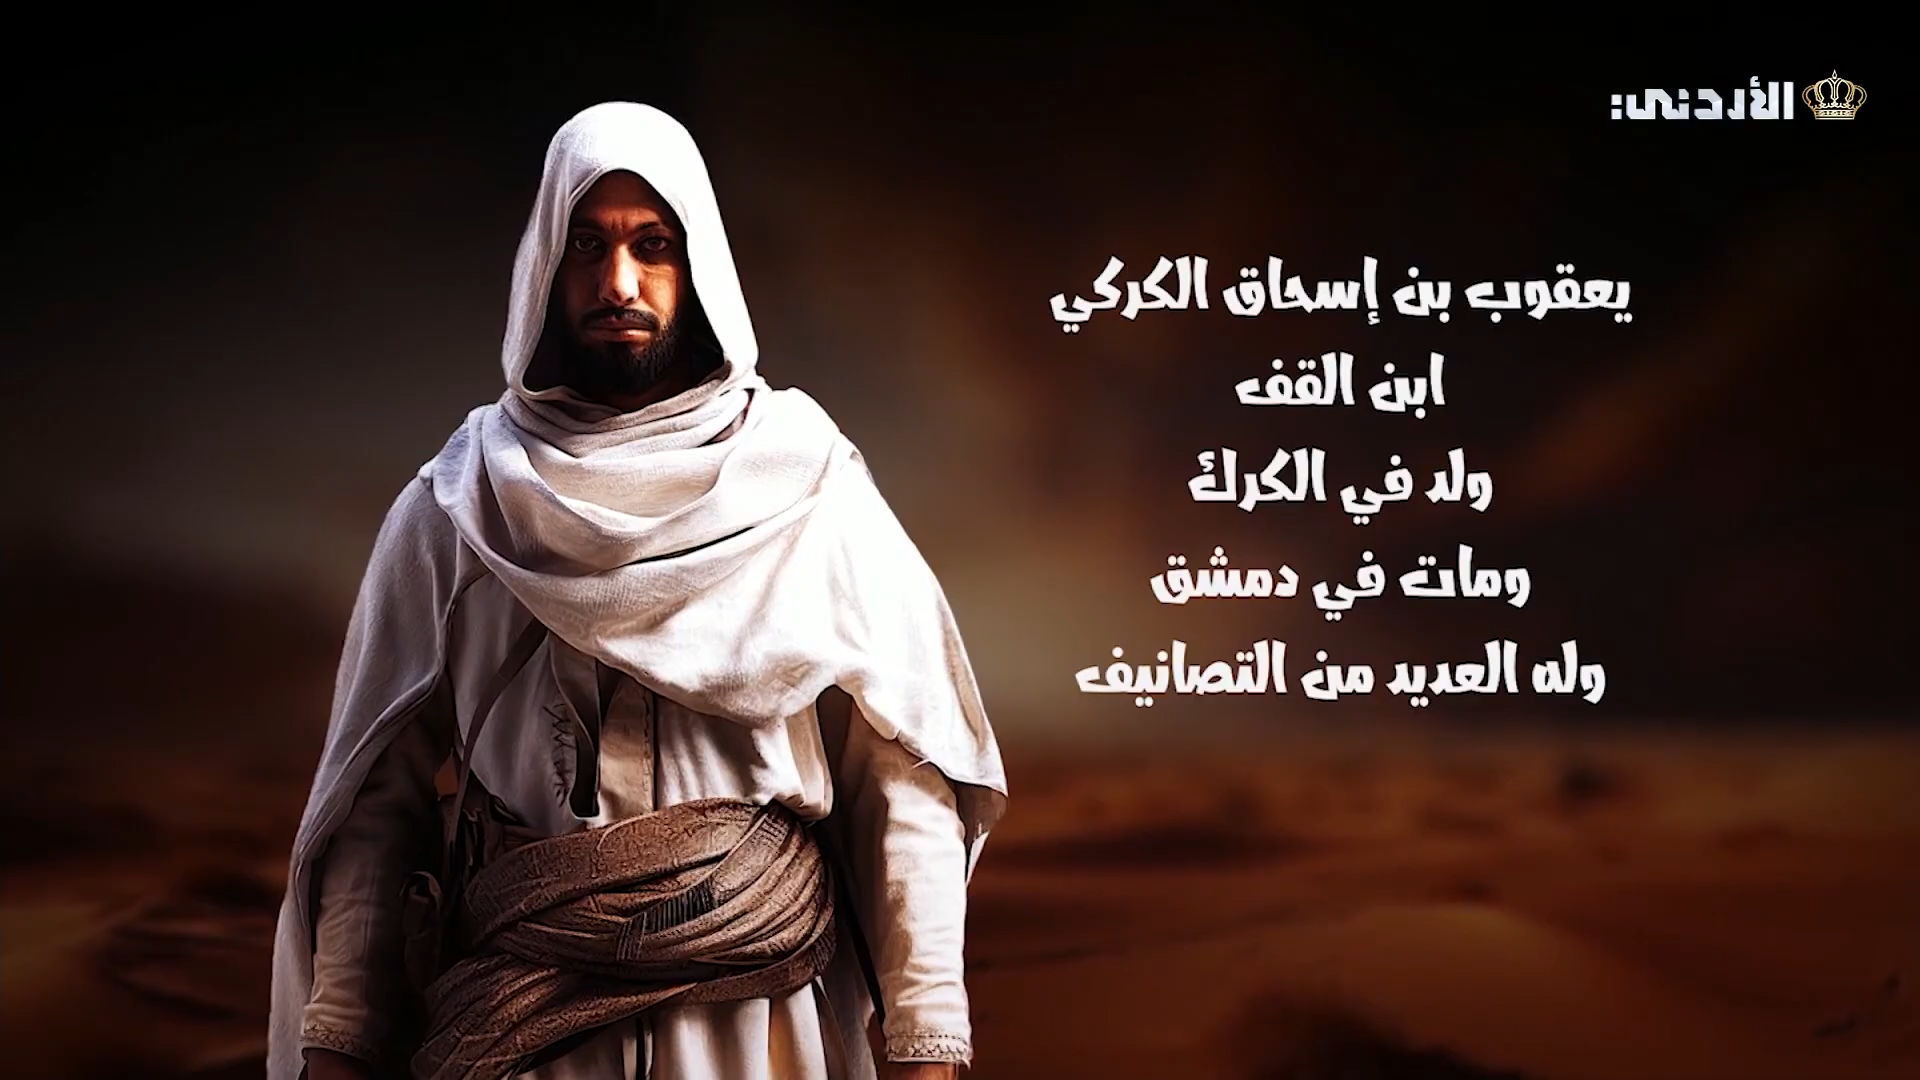 الأردني:
يعقوب بن إسحاق الكركي
ابن القف
ولد في الكرك
ومات في دمشق
وله العديد من التصانيف